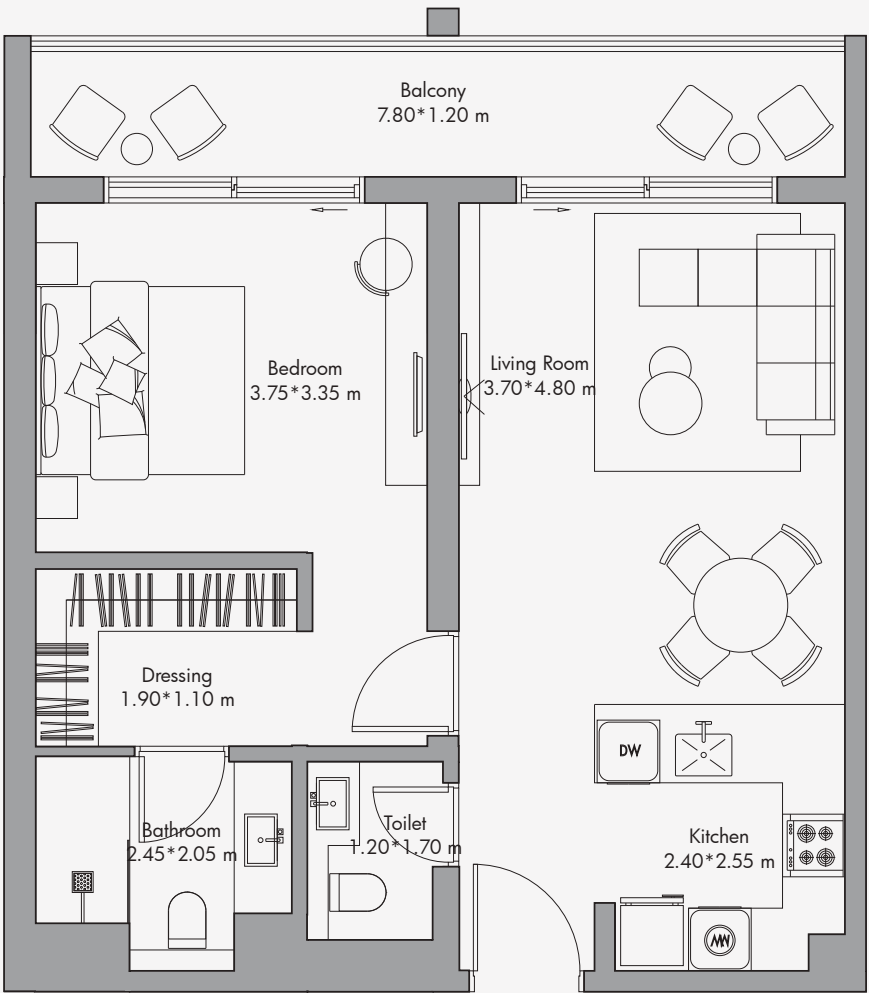 Balcony
7.80*1.20 m
Bedroom
3.75*3.35 m
Living Room
3.70*4.80 m
Dressing
1.90*1.10 m
DW
Bathroom
2.45*2.05 m
Toilet
1.20*1.70 m
Kitchen
2.40*2.55 m
MW